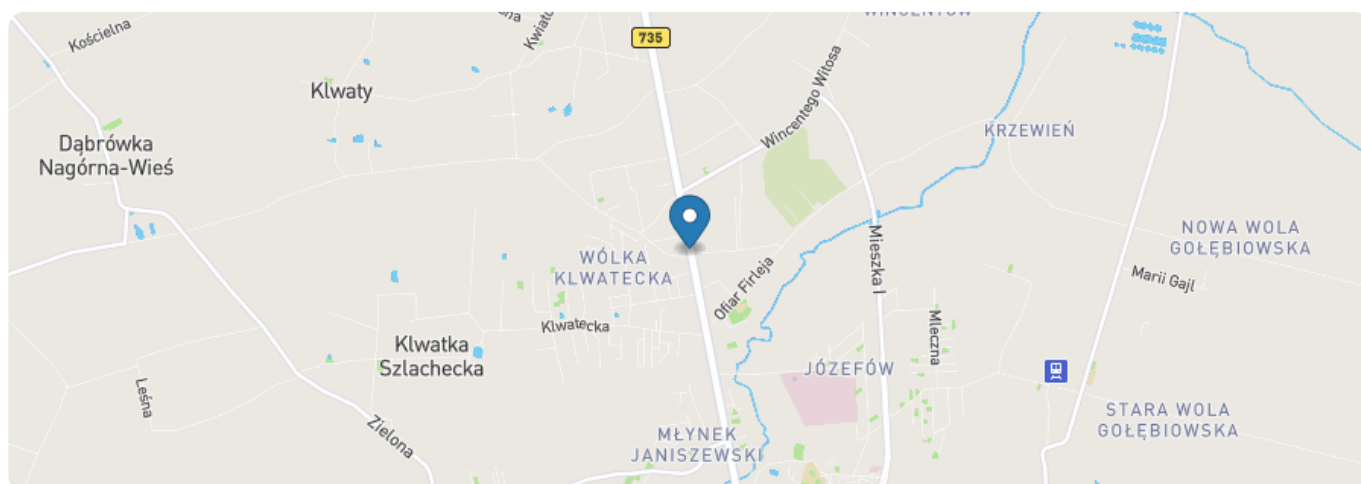 Kościelna
735
WINCENTÓW
Klwaty
Wincentego Witosa
KRZEWIEŃ
Dąbrówka
Nagórna-Wieś
NOWA WOLA
GOŁĘBIOWSKA
WÓLKA
KLWATECKA
Mieszka I
Marii Gajl
Ofiar Firleja
Klwatecka
Mleczna
Klwatka
Szlachecka
JÓZEFÓW
Leśna
Zielona
STARA WOLA
GOŁĘBIOWSKA
MŁYNEK
JANISZEWSKI